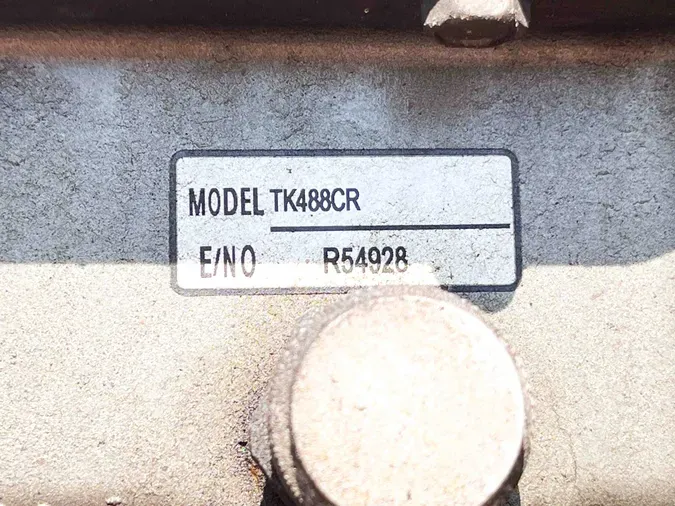 MODEL TK488CR
E/NO R54928